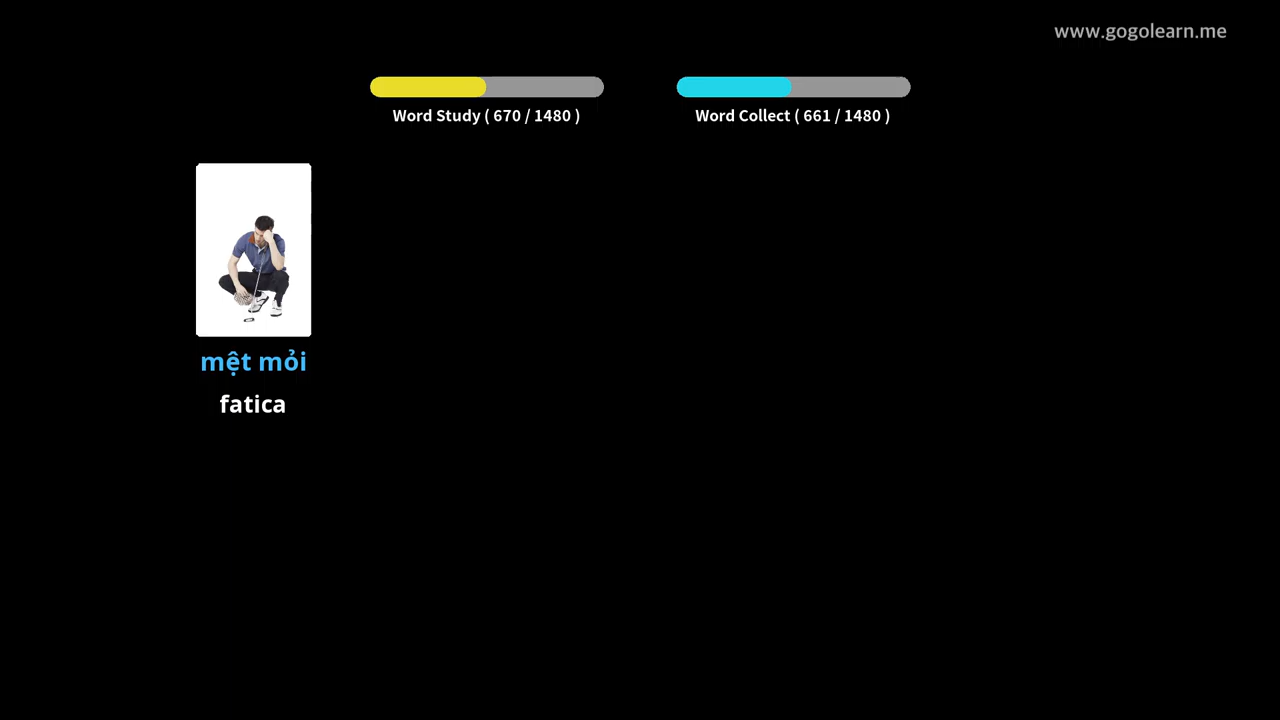 www.gogolearn.me
Word Study ( 670 / 1480 )
Word Collect ( 661 / 1480 )
mệt mỏi
fatica